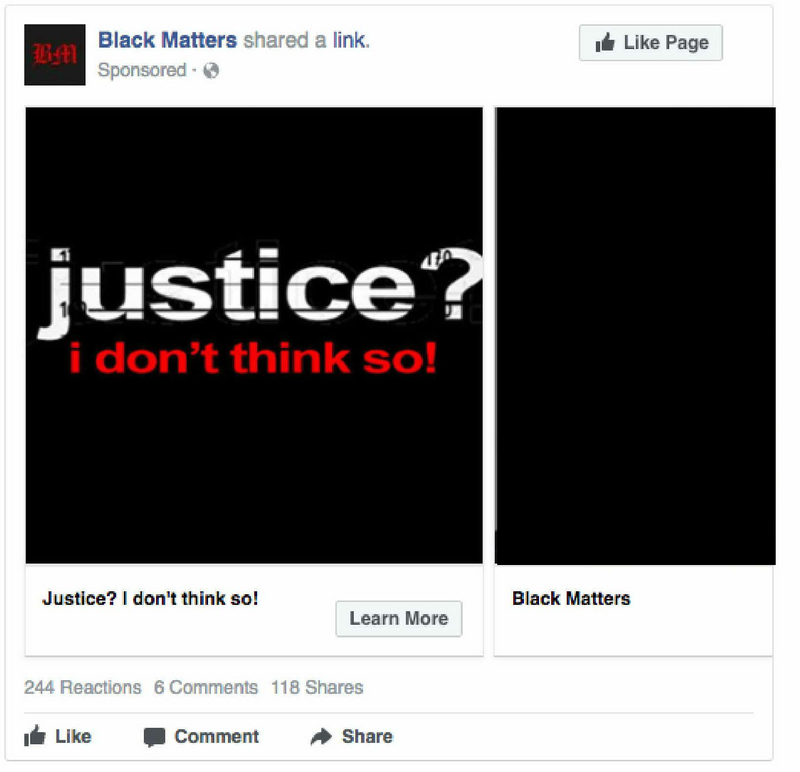 BM
Black Matters shared a link.
Sponsored ·
Like Page
justice?
i don't think so!
Justice? I don't think so!
Learn More
Black Matters
244 Reactions 6 Comments 118 Shares
Like Comment Share